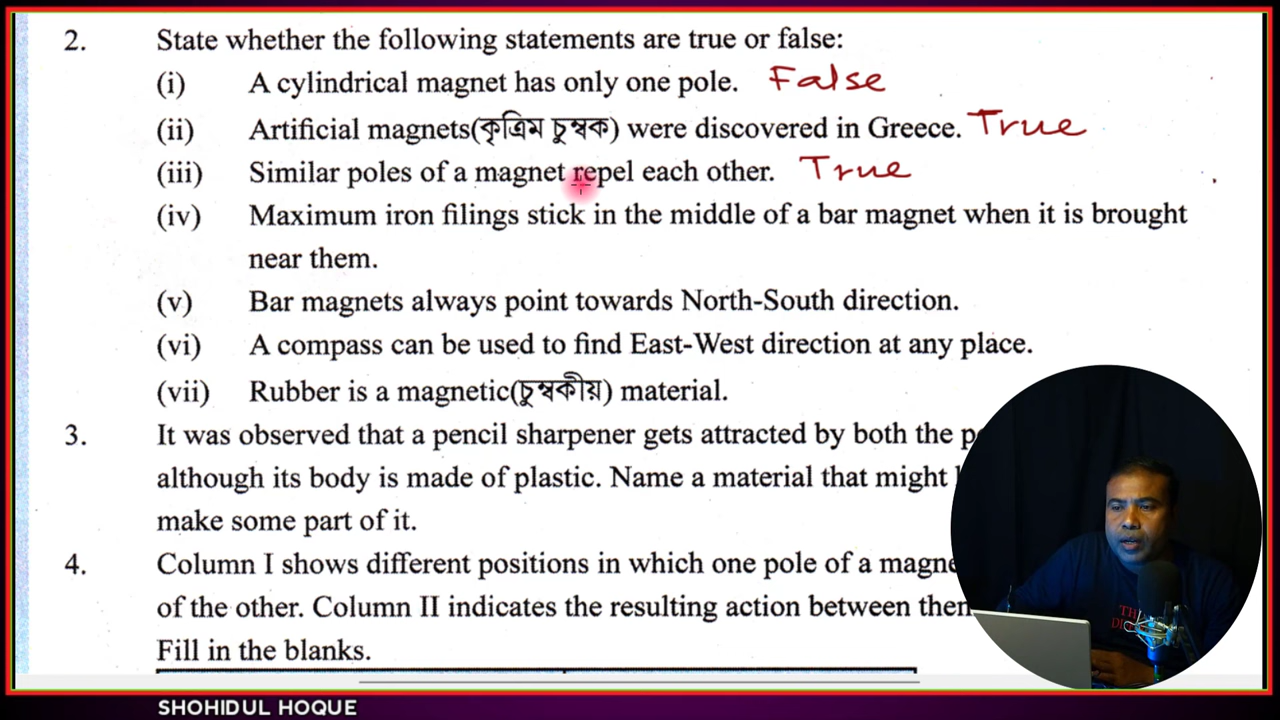 2. State whether the following statements are true or false:
(i) A cylindrical magnet has only one pole. False
(ii) Artificial magnets(কৃত্রিম চুম্বক) were discovered in Greece. True
(iii) Similar poles of a magnet repel each other. True
(iv) Maximum iron filings stick in the middle of a bar magnet when it is brought
near them.
(v) Bar magnets always point towards North-South direction.
(vi) A compass can be used to find East-West direction at any place.
(vii) Rubber is a magnetic(চুম্বকীয়) material.
3. It was observed that a pencil sharpener gets attracted by both the
although its body is made of plastic. Name a material that might
make some part of it.
4. Column I shows different positions in which one pole of a
of the other. Column II indicates the resulting action between
Fill in the blanks.
SHOHIDUL HOQUE